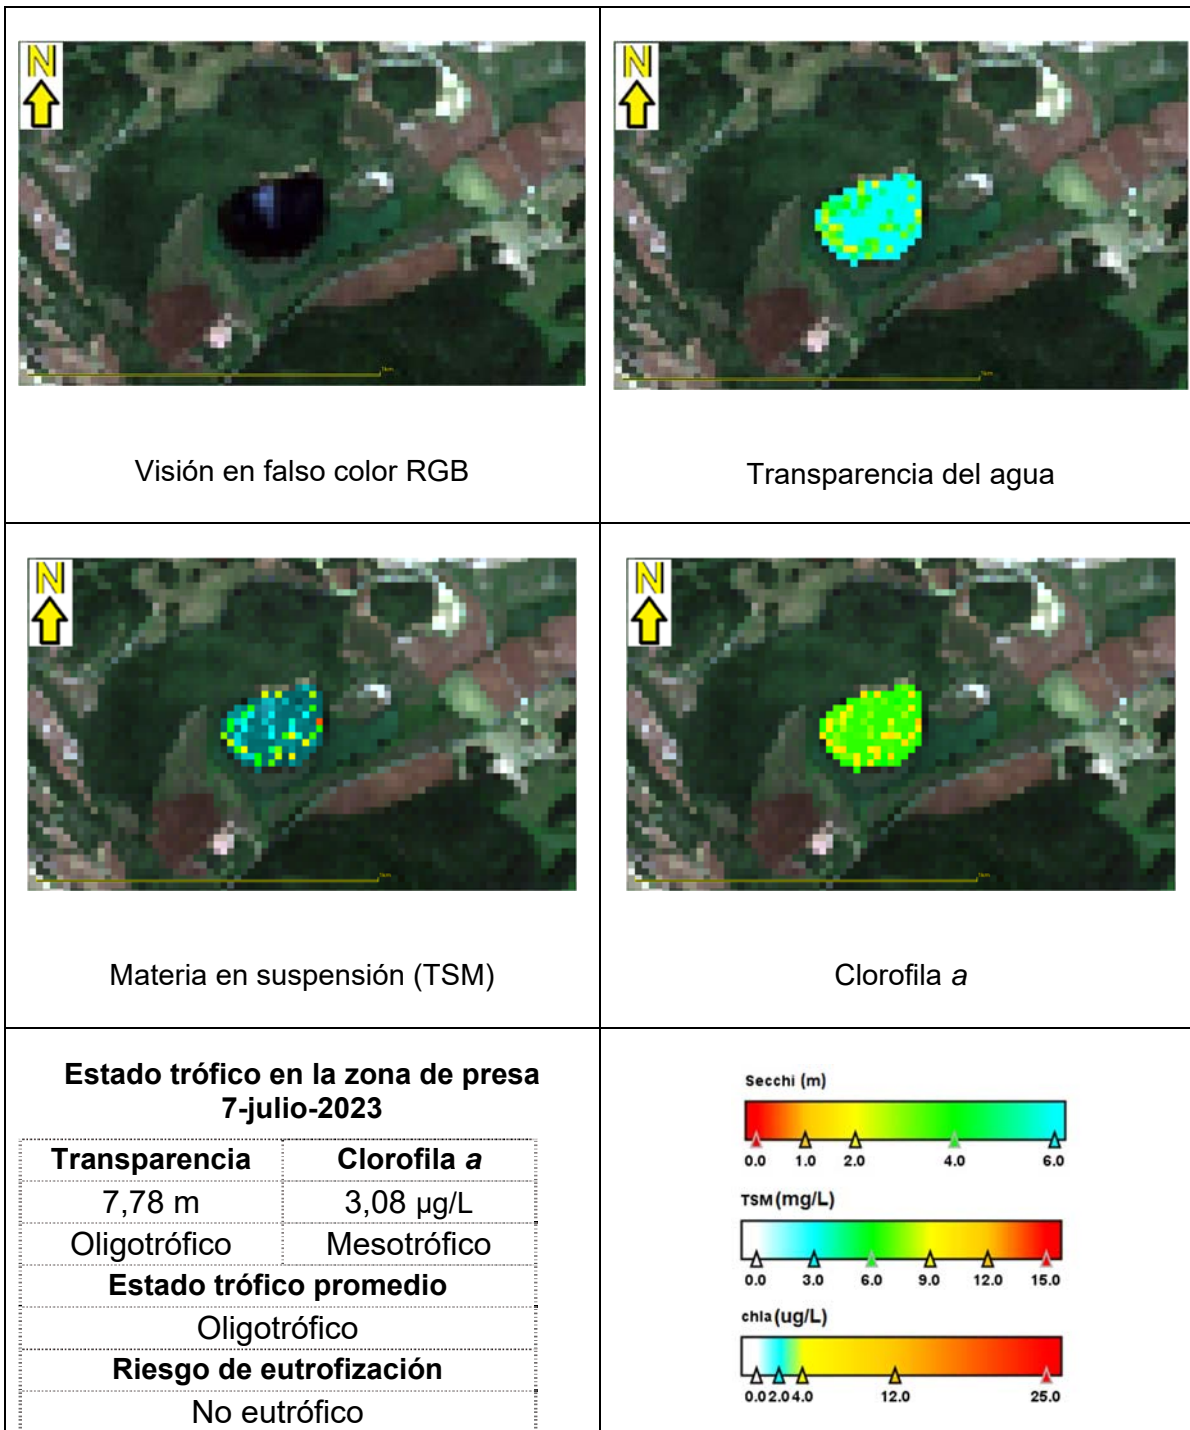 N
N
Visión en falso color RGB
Transparencia del agua
N
N
Materia en suspensión (TSM)
Clorofila a
Estado trófico en la zona de presa
7-julio-2023
Transparencia Clorofila a
7,78 m 3,08 µg/L
Oligotrófico Mesotrófico
Estado trófico promedio
Oligotrófico
Riesgo de eutrofización
No eutrófico
Secchi (m)
0.0 1.0 2.0 4.0 6.0
TSM (mg/L)
0.0 3.0 6.0 9.0 12.0 15.0
chla (ug/L)
0.0 2.0 4.0 12.0 25.0